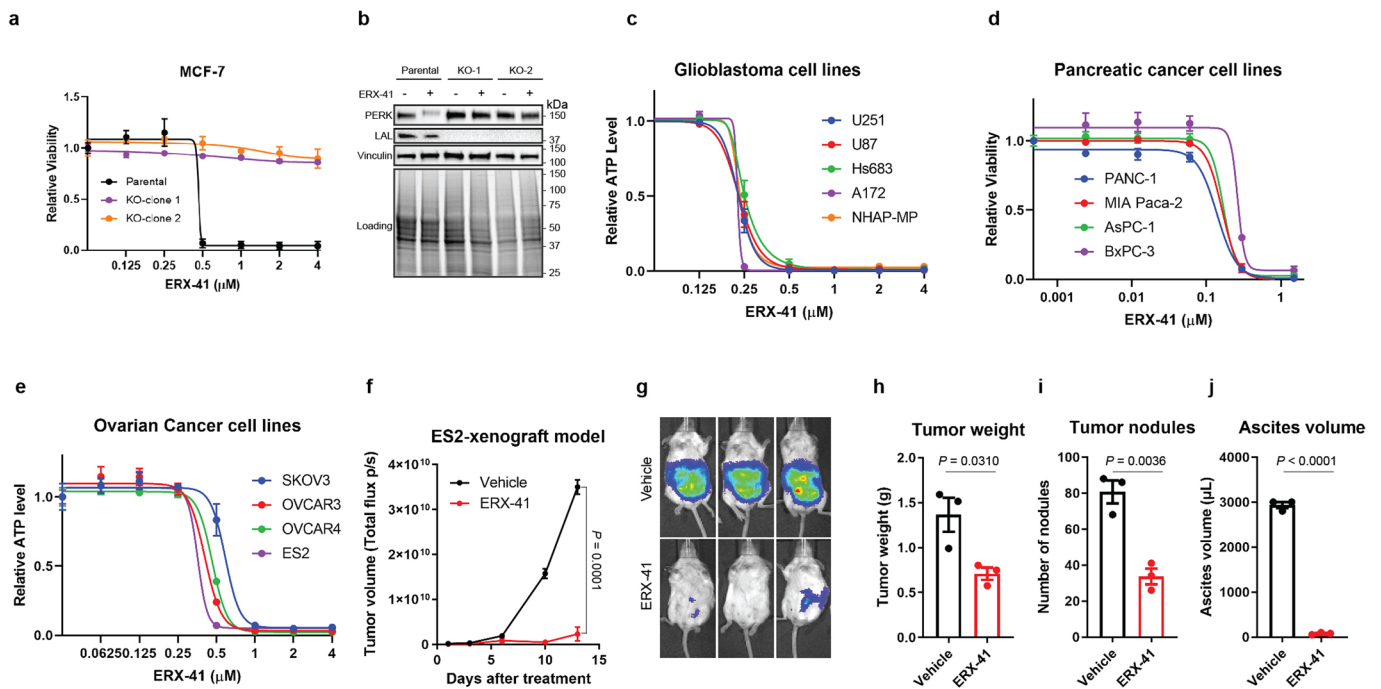 a
MCF-7
Relative Viability
1.5
1.0
0.5
0.0
Parental
KO-clone 1
KO-clone 2
0.125 0.25 0.5 1 2 4
ERX-41 (μM)
b
Parental KO-1 KO-2
ERX-41 - + - + - +
kDa
PERK 150
LAL 37
Vinculin 150
100
Loading
150
100
75
50
37
25
c
Glioblastoma cell lines
Relative ATP Level
1.0
0.5
0.0
U251
U87
Hs683
A172
NHAP-MP
0.125 0.25 0.5 1 2 4
ERX-41 (μM)
d
Pancreatic cancer cell lines
Relative Viability
1.0
0.5
0.0
PANC-1
MIA Paca-2
AsPC-1
BxPC-3
0.001 0.01 0.1 1
ERX-41 (μM)
e
Ovarian Cancer cell lines
Relative ATP level
1.0
0.5
0.0
SKOV3
OVCAR3
OVCAR4
ES2
0.0625 0.125 0.25 0.5 1 2 4
ERX-41 (μM)
f
ES2-xenograft model
Tumor volume (Total flux p/s)
4×10¹⁰
3×10¹⁰
2×10¹⁰
1×10¹⁰
0
Vehicle
ERX-41
P = 0.0001
0 5 10 15
Days after treatment
g
Vehicle
ERX-41
h
Tumor weight
P = 0.0310
Tumor weight (g)
2.0
1.5
1.0
0.5
0.0
Vehicle
ERX-41
i
Tumor nodules
P = 0.0036
Number of nodules
100
80
60
40
20
0
Vehicle
ERX-41
j
Ascites volume
P < 0.0001
Ascites volume (μL)
4000
3000
2000
1000
0
Vehicle
ERX-41